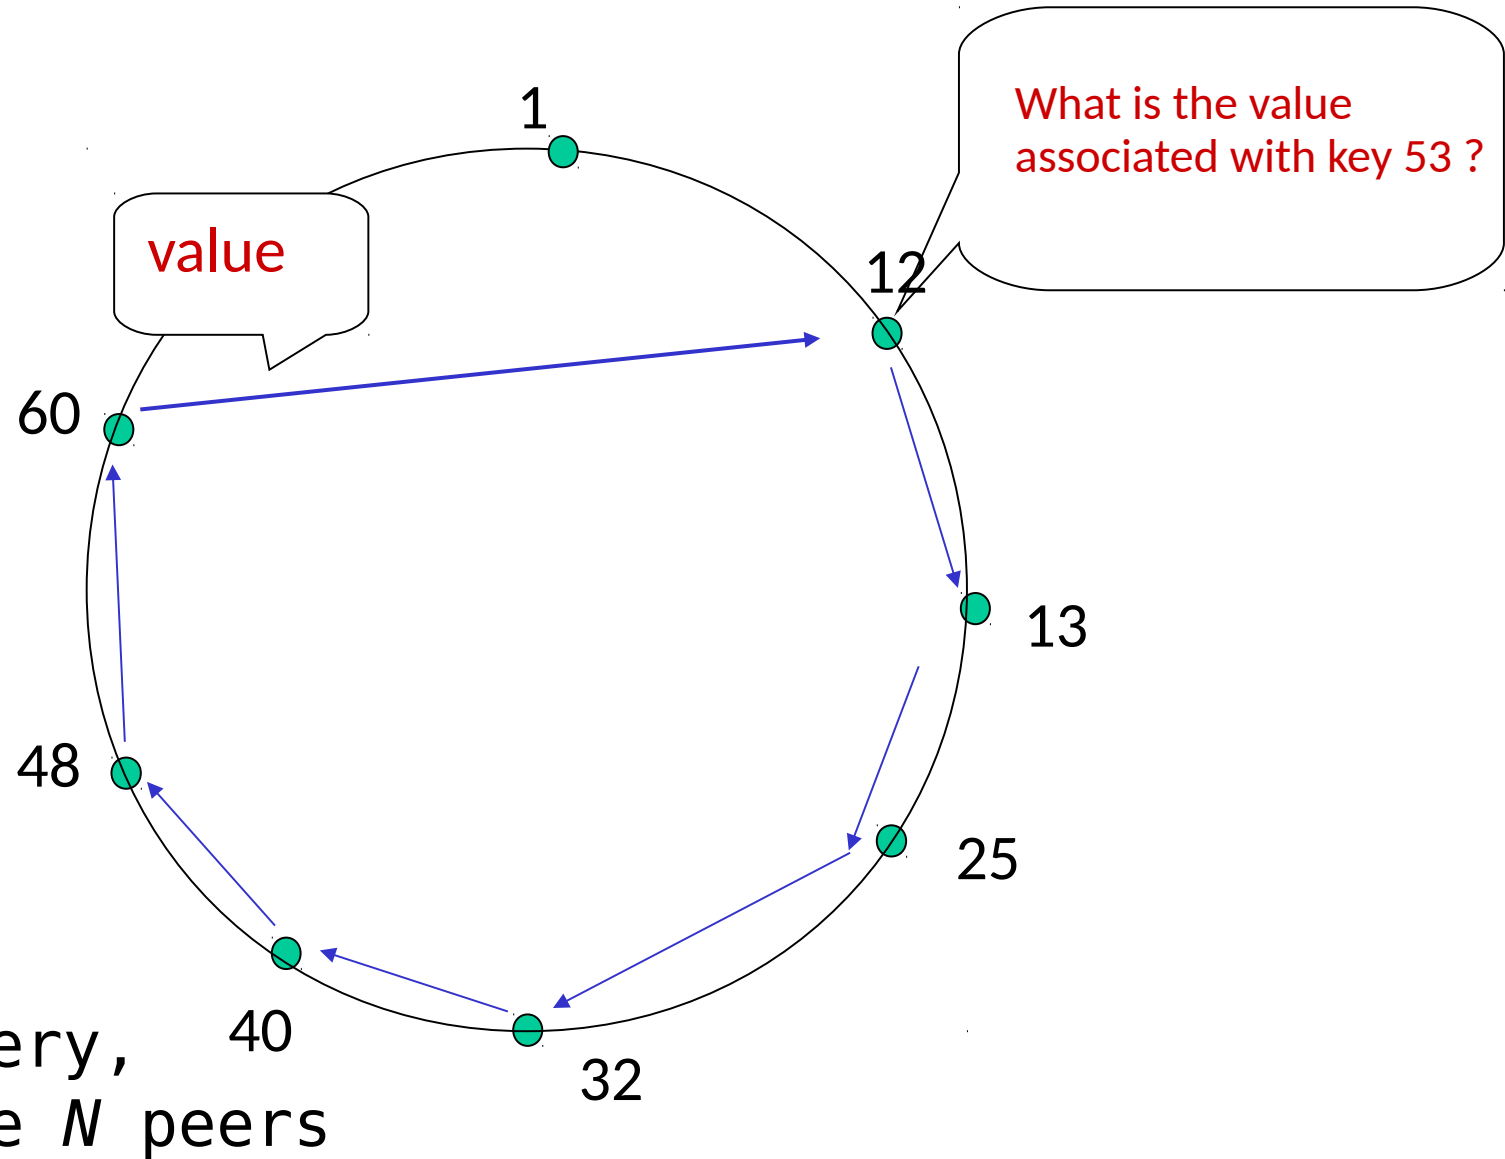 1
What is the value
associated with key 53 ?
value
12
60
13
48
25
40
ery,
32
e N peers